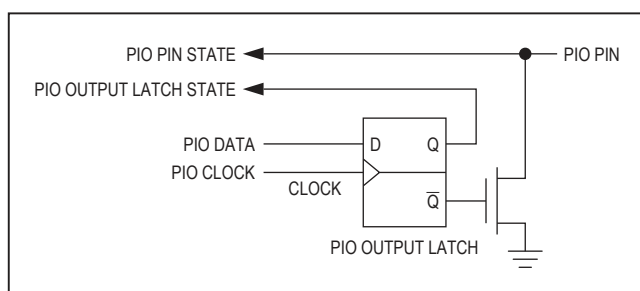 PIO PIN STATE
PIO PIN
PIO OUTPUT LATCH STATE
PIO DATA
D
Q
PIO CLOCK
CLOCK
Q̅
PIO OUTPUT LATCH